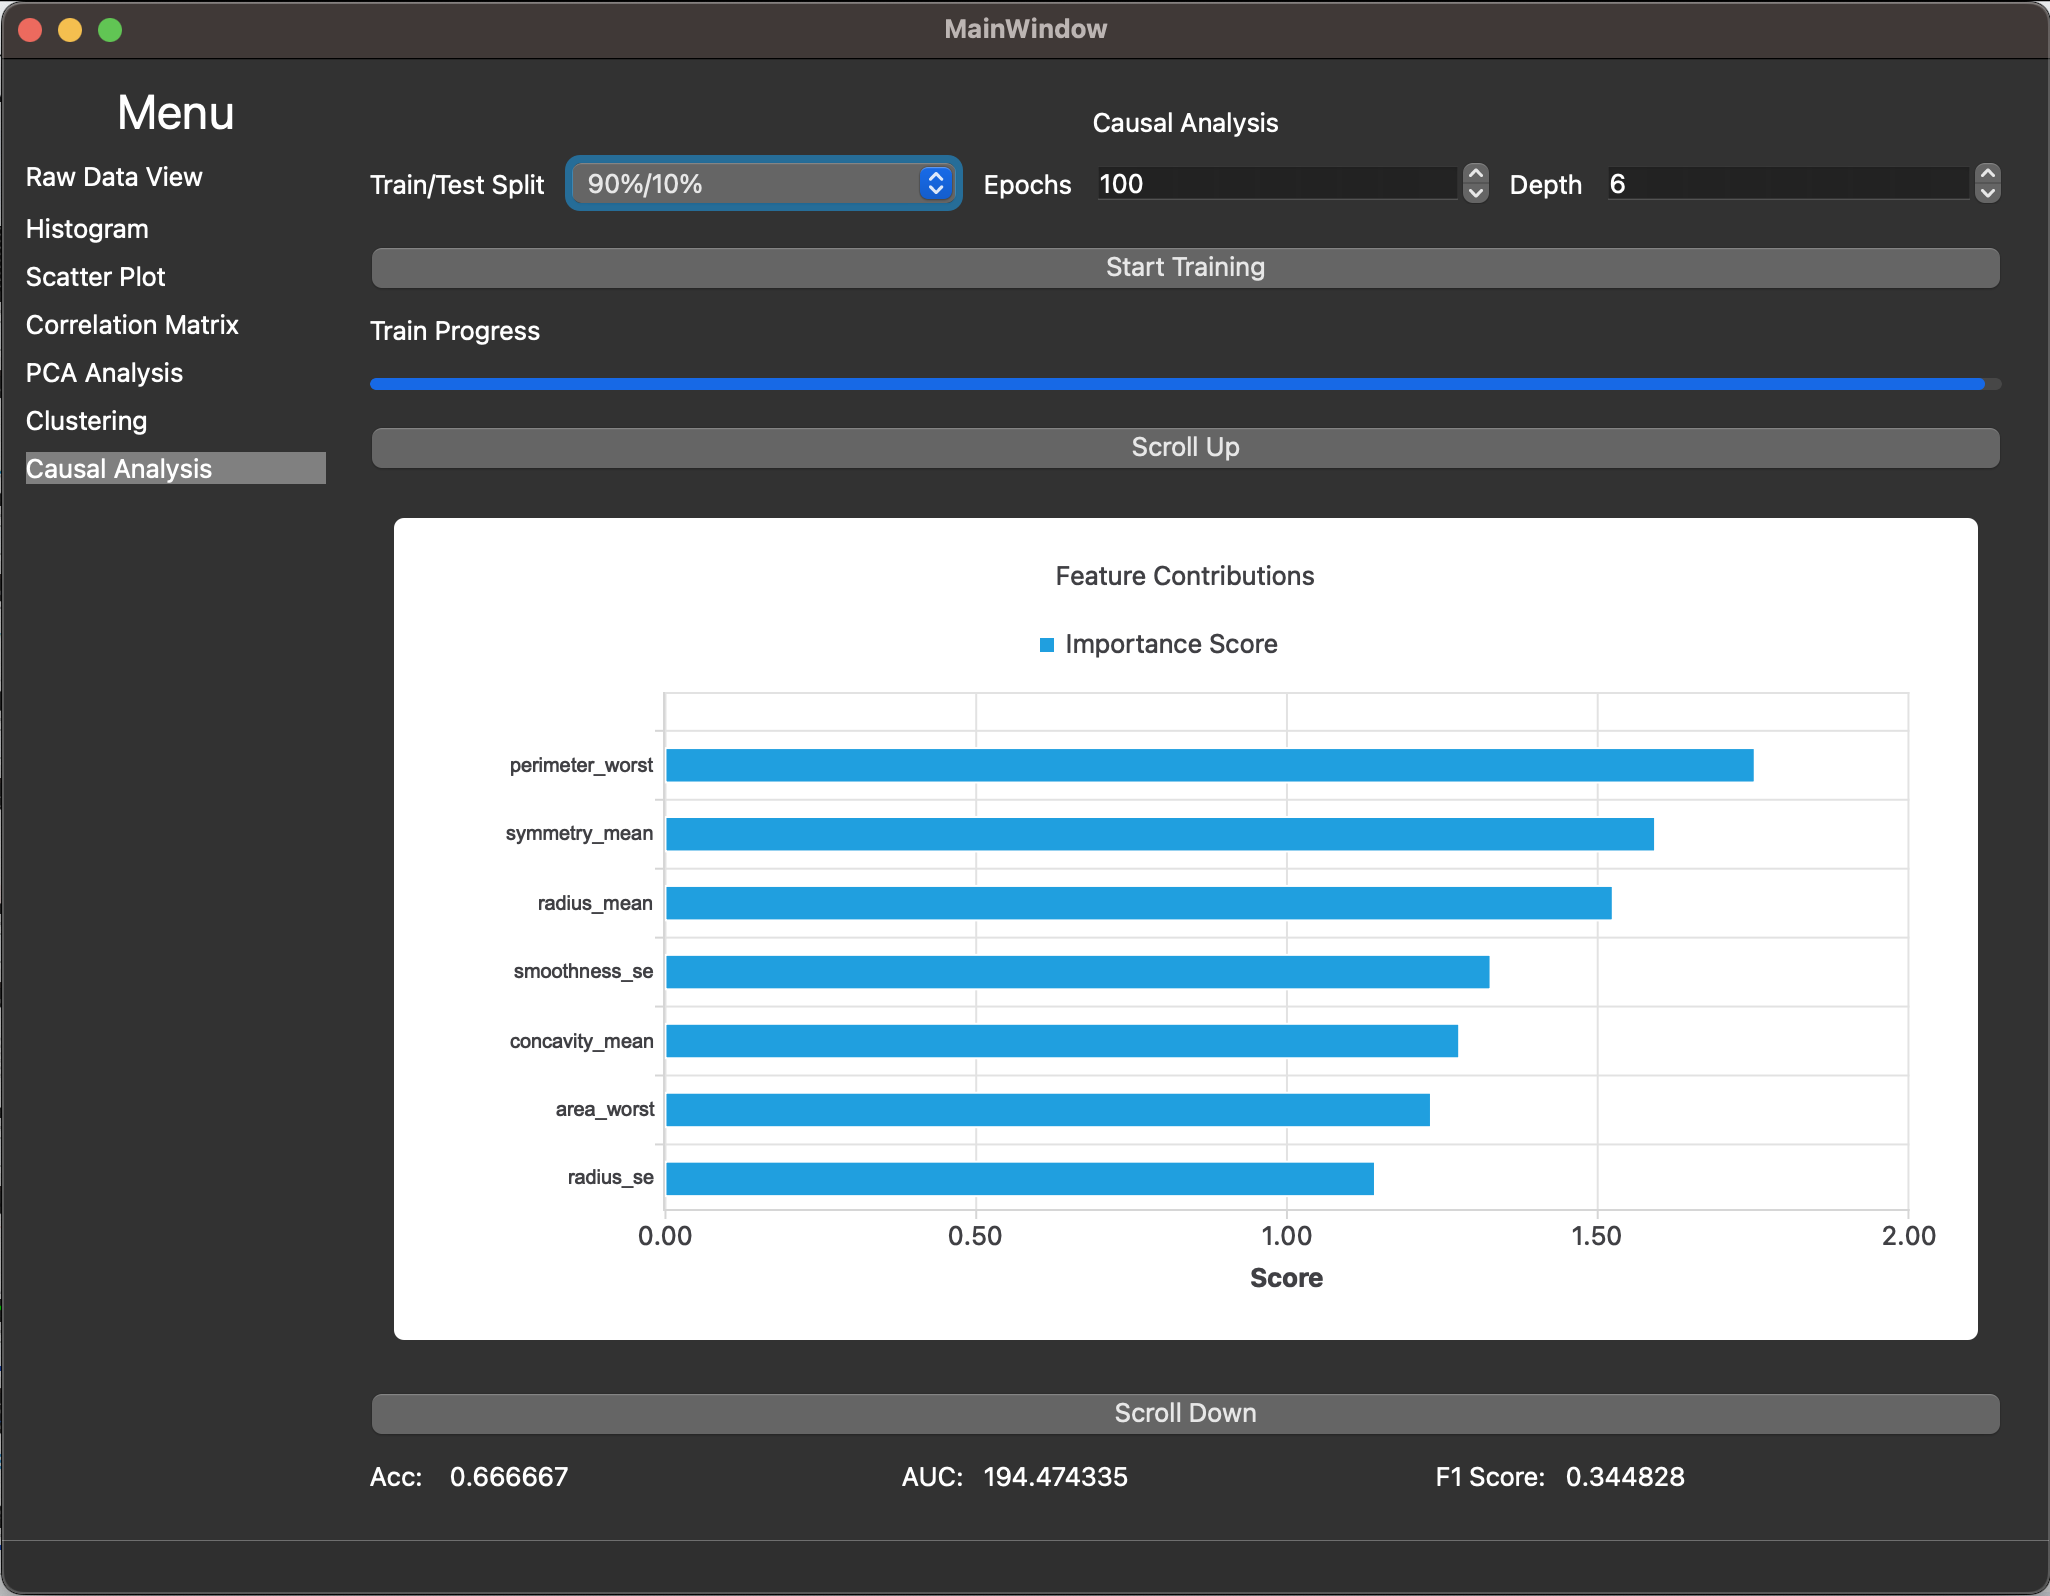 MainWindow
Menu
Raw Data View
Histogram
Scatter Plot
Correlation Matrix
PCA Analysis
Clustering
Causal Analysis
Causal Analysis
Train/Test Split 90%/10% Epochs 100 Depth 6
Start Training
Train Progress
Scroll Up
Feature Contributions
Importance Score
perimeter_worst
symmetry_mean
radius_mean
smoothness_se
concavity_mean
area_worst
radius_se
0.00 0.50 1.00 1.50 2.00
Score
Scroll Down
Acc: 0.666667 AUC: 194.474335 F1 Score: 0.344828